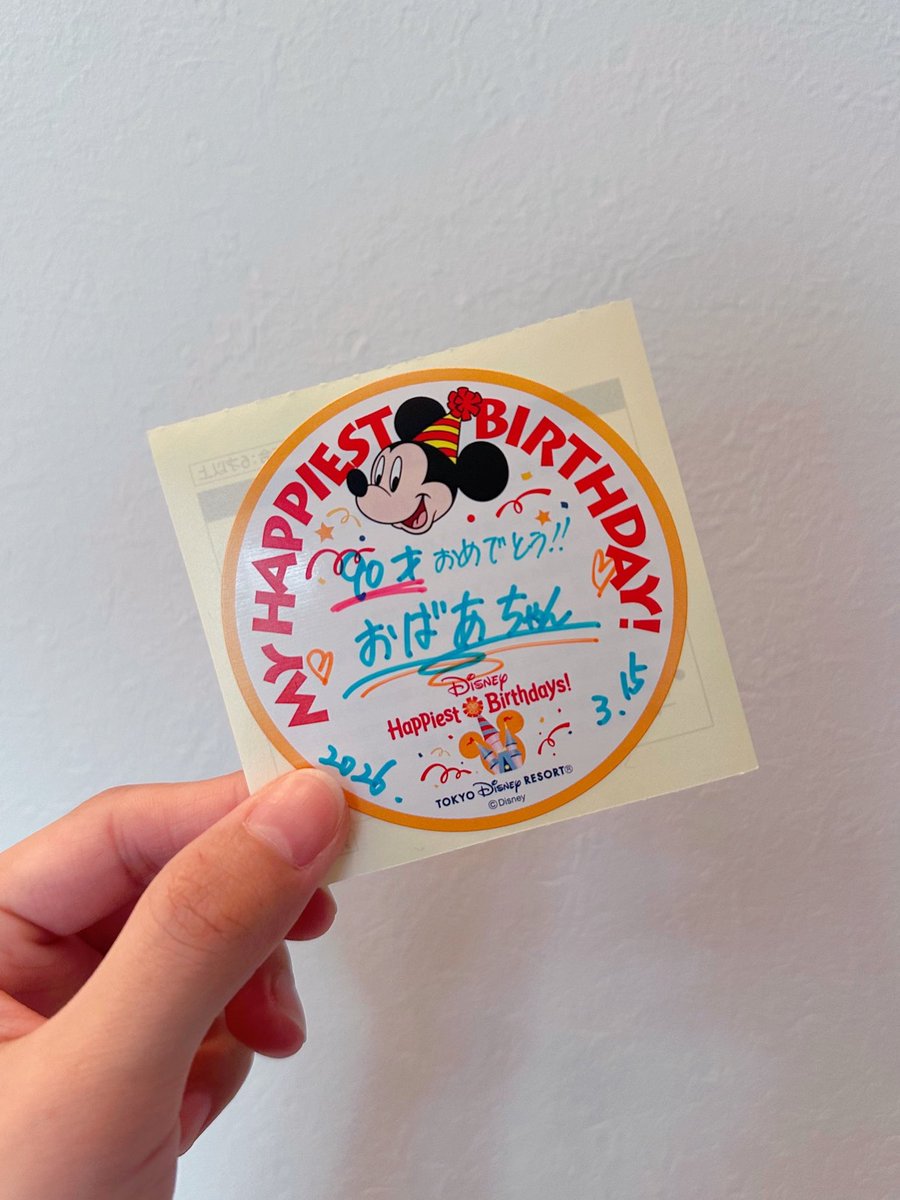 MY HAPPIEST BIRTHDAY!
90才 おめでとう!!
おばあちゃん
Disney
Happiest Birthdays!
3.15
2026.
TOKYO Disney RESORT®
©Disney